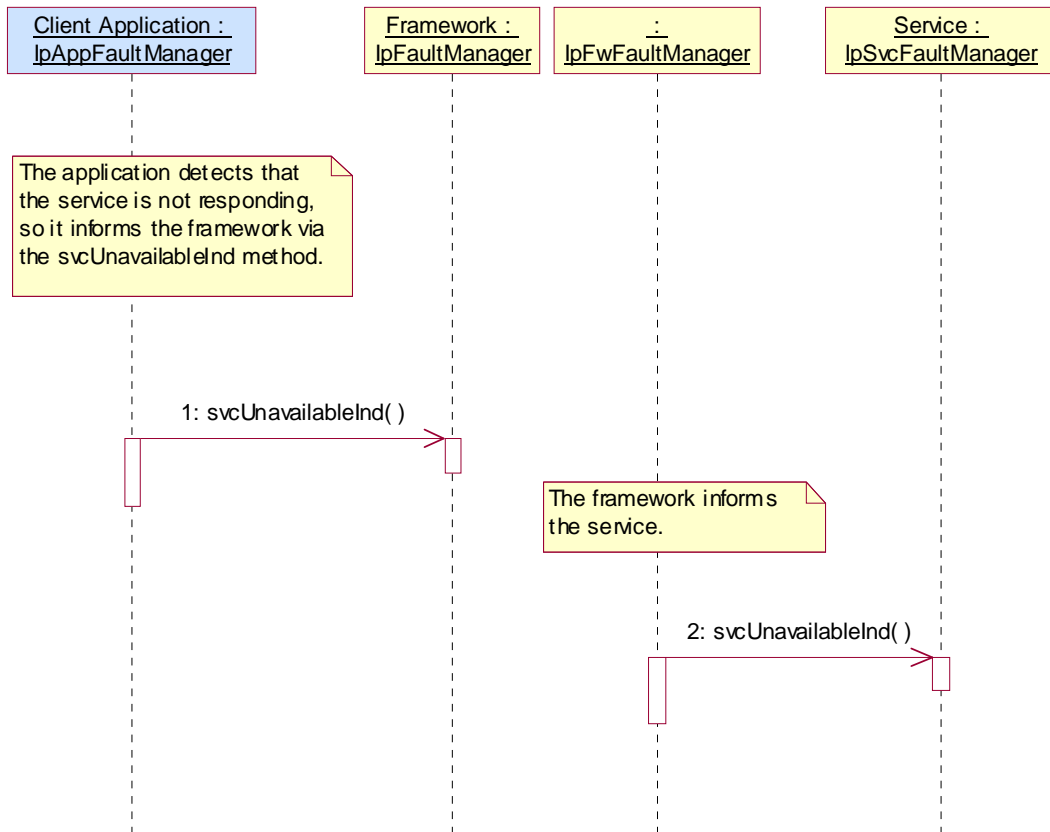 Client Application :
IpAppFaultManager
Framework :
IpFaultManager
:
IpFwFaultManager
Service :
IpSvcFaultManager
The application detects that
the service is not responding,
so it informs the framework via
the svcUnavailableInd method.
1: svcUnavailableInd( )
The framework informs
the service.
2: svcUnavailableInd( )